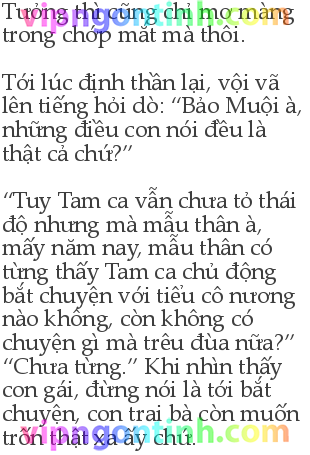 Tưởng thì cũng chỉ mơ màng
vipngontinh.com
trong chớp mắt mà thôi.
Tới lúc định thần lại, vội vã
lên tiếng hỏi dò: “Bảo Muội à,
những điều con nói đều là
thật cả chứ?”
“Tuy Tam ca vẫn chưa tỏ thái
độ nhưng mà mẫu thân à,
mấy năm nay, mẫu thân có
từng thấy Tam ca chủ động
bắt chuyện với tiểu cô nương
nào không, còn không có
chuyện gì mà trêu đùa nữa?”
“Chưa từng.” Khi nhìn thấy
con gái, đừng nói là tới bắt
chuyện, con trai bà còn muốn
trốn thật xa ấy chứ.
vipngontinh.com